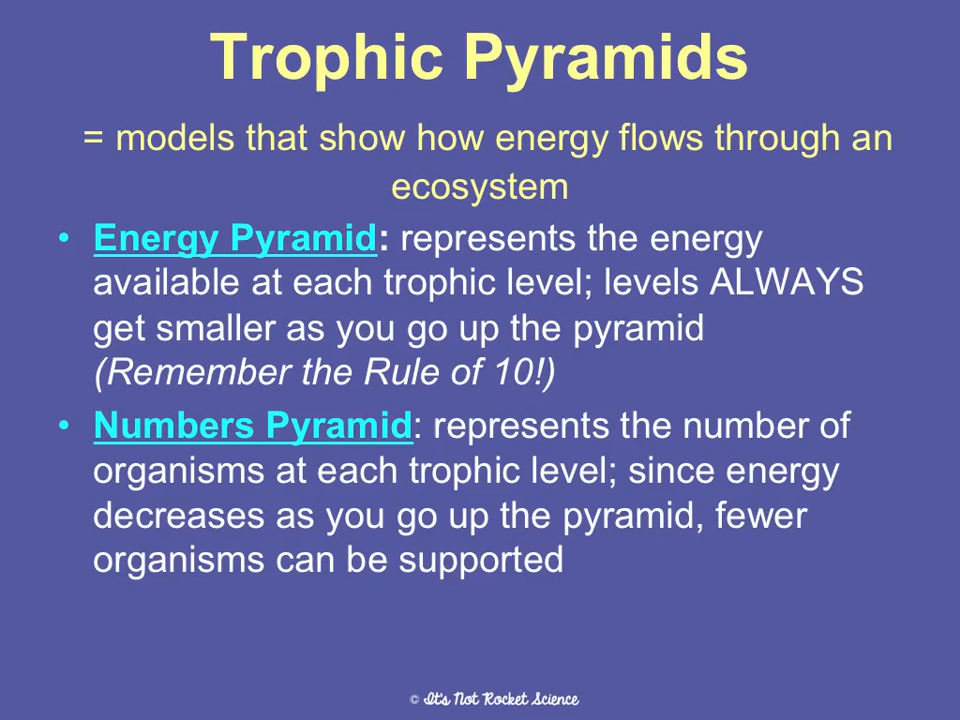 Trophic Pyramids
= models that show how energy flows through an
ecosystem
• Energy Pyramid: represents the energy
available at each trophic level; levels ALWAYS
get smaller as you go up the pyramid
(Remember the Rule of 10!)
• Numbers Pyramid: represents the number of
organisms at each trophic level; since energy
decreases as you go up the pyramid, fewer
organisms can be supported
© It's Not Rocket Science